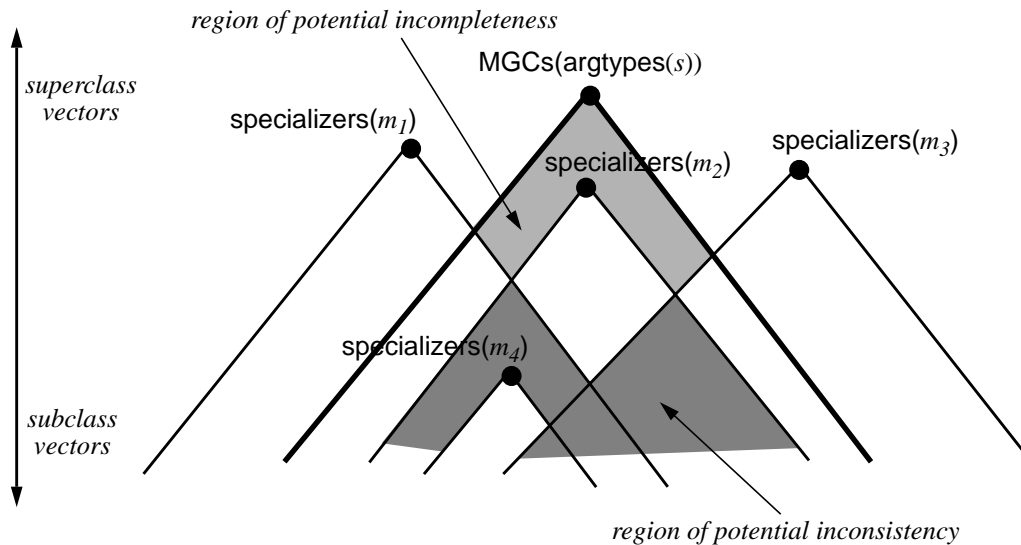 region of potential incompleteness
MGCs(argtypes(s))
superclass
vectors
specializers(m1)
specializers(m3)
specializers(m2)
specializers(m4)
subclass
vectors
region of potential inconsistency